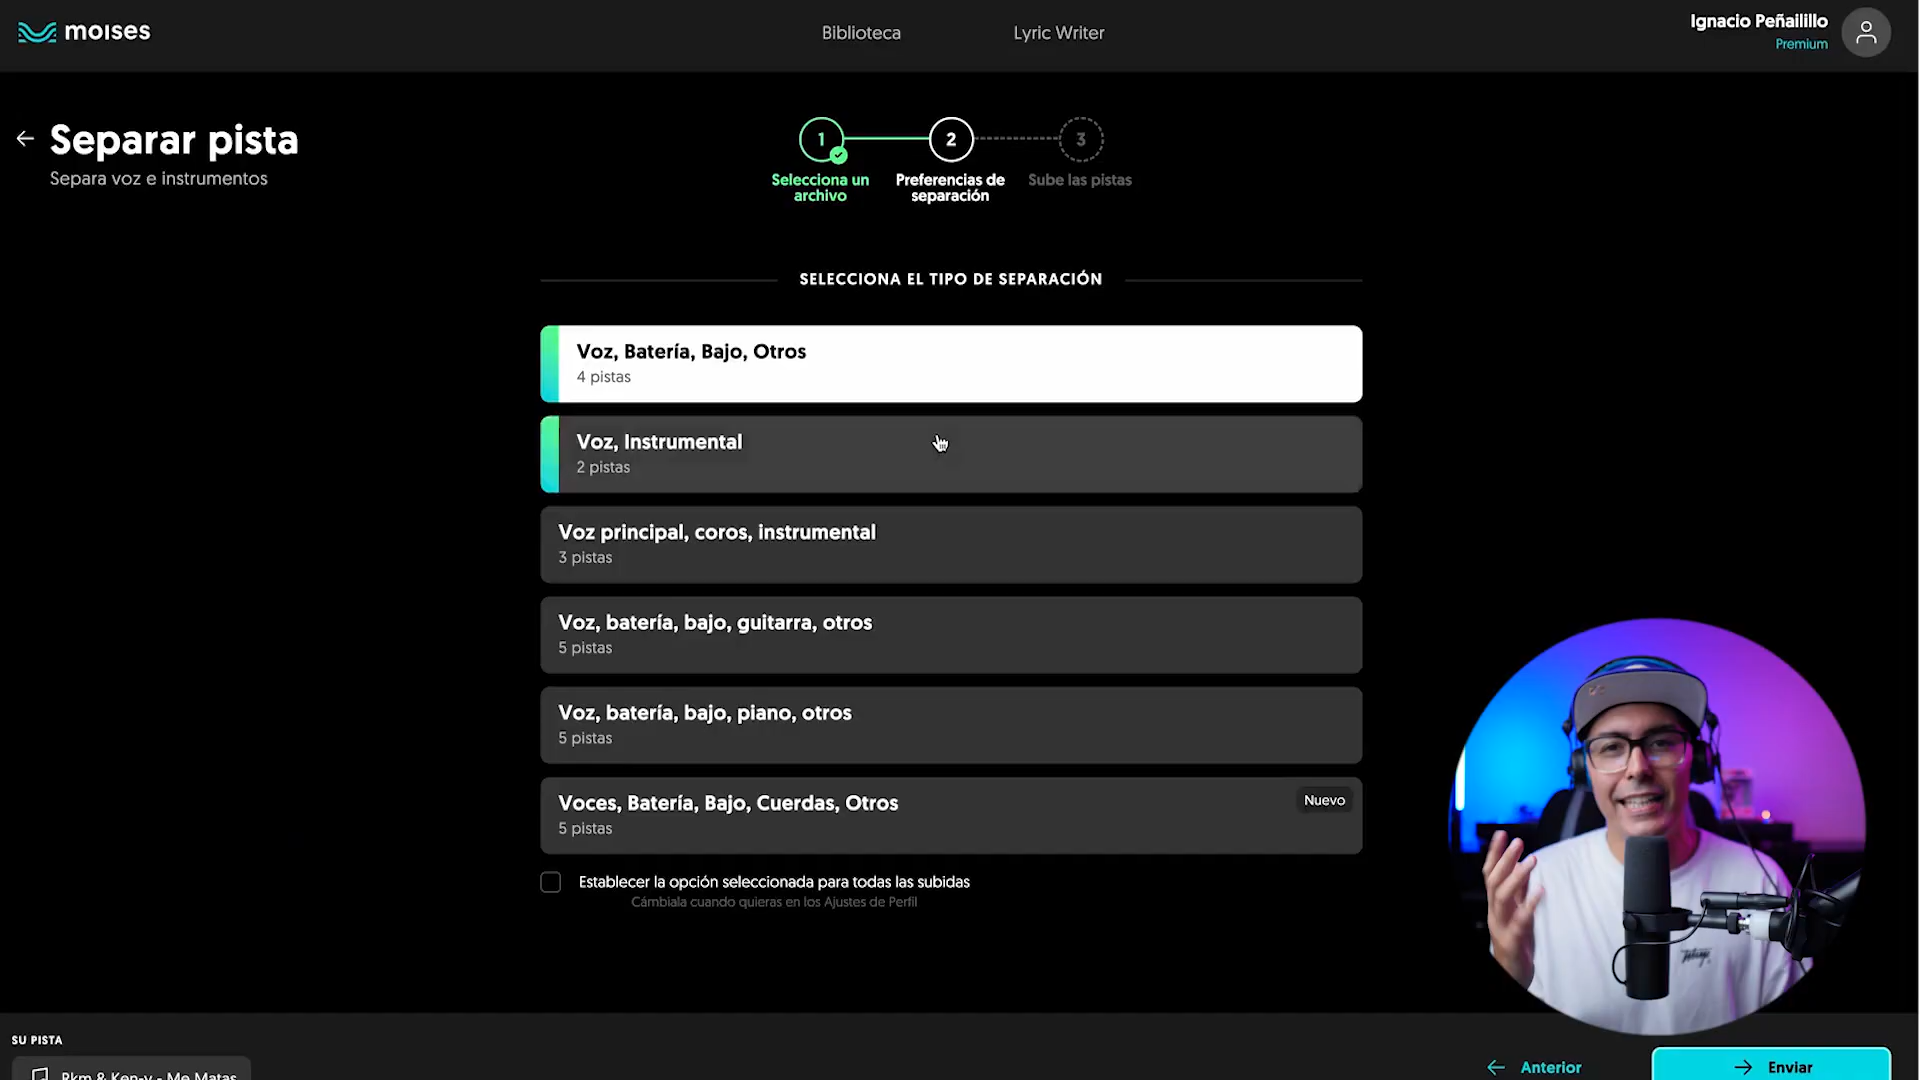 moises
Biblioteca
Lyric Writer
Ignacio Peñailillo
Premium
Separar pista
Separa voz e instrumentos
1
2
3
Selecciona un
archivo
Preferencias de
separación
Sube las pistas
SELECCIONA EL TIPO DE SEPARACIÓN
Voz, Batería, Bajo, Otros
4 pistas
Voz, Instrumental
2 pistas
Voz principal, coros, instrumental
3 pistas
Voz, batería, bajo, guitarra, otros
5 pistas
Voz, batería, bajo, piano, otros
5 pistas
Voces, Batería, Bajo, Cuerdas, Otros
Nuevo
5 pistas
Establecer la opción seleccionada para todas las subidas
Cámbiala cuando quieras en los Ajustes de Perfil
SU PISTA
Rkm & Ken-y - Me Matas
Anterior
Enviar